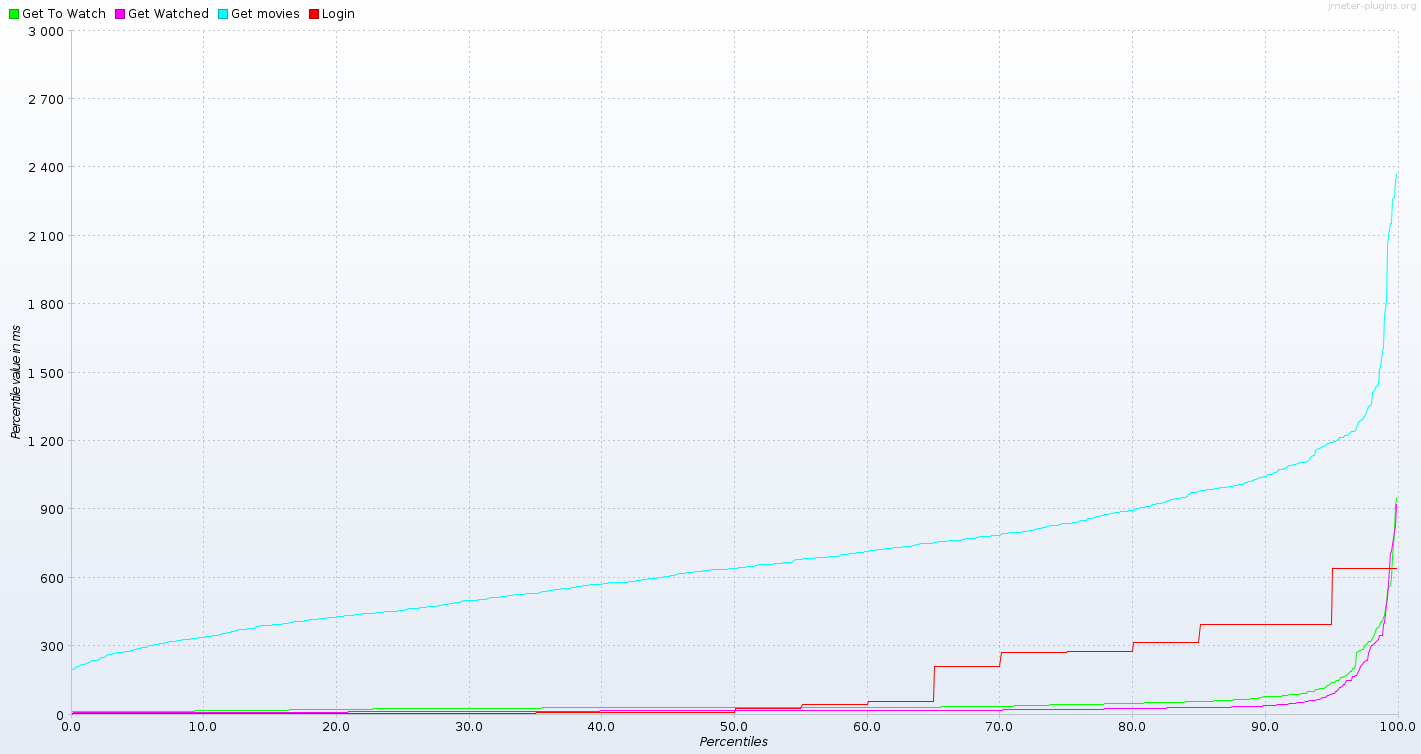 Get To Watch Get Watched Get movies Login
jmeter-plugins.org
3 000
2 700
2 400
2 100
1 800
1 500
1 200
900
600
300
0
Percentile value in ms
0.0 10.0 20.0 30.0 40.0 50.0 60.0 70.0 80.0 90.0 100.0
Percentiles